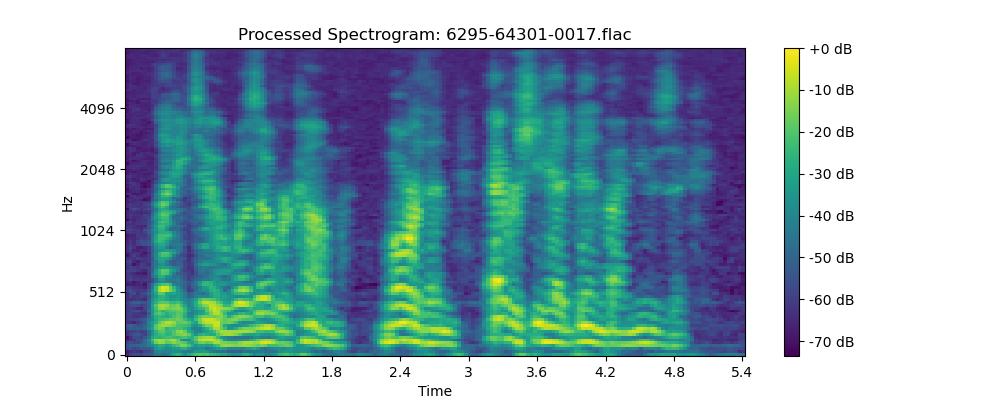 Processed Spectrogram: 6295-64301-0017.flac
Hz
4096
2048
1024
512
0
0 0.6 1.2 1.8 2.4 3 3.6 4.2 4.8 5.4
Time
+0 dB
-10 dB
-20 dB
-30 dB
-40 dB
-50 dB
-60 dB
-70 dB